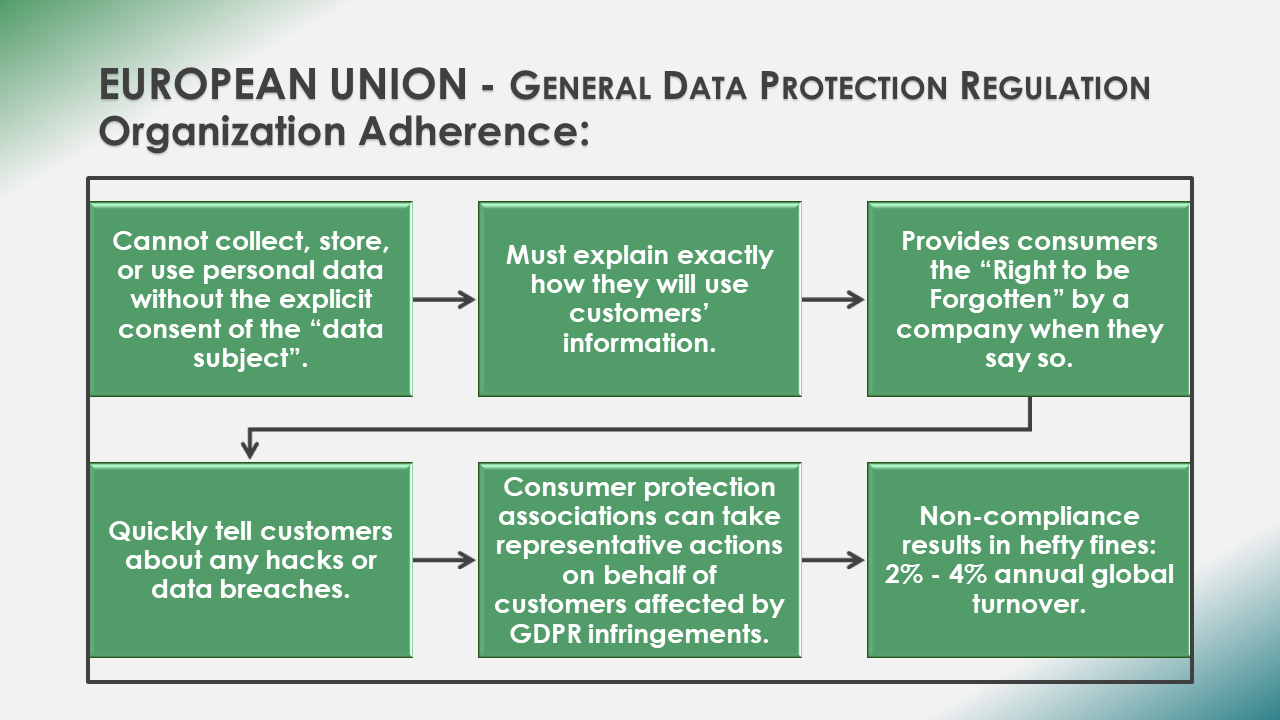 EUROPEAN UNION - GENERAL DATA PROTECTION REGULATION
Organization Adherence:
Cannot collect, store,
or use personal data
without the explicit
consent of the “data
subject”.
Must explain exactly
how they will use
customers’
information.
Provides consumers
the “Right to be
Forgotten” by a
company when they
say so.
Quickly tell customers
about any hacks or
data breaches.
Consumer protection
associations can take
representative actions
on behalf of
customers affected by
GDPR infringements.
Non-compliance
results in hefty fines:
2% - 4% annual global
turnover.